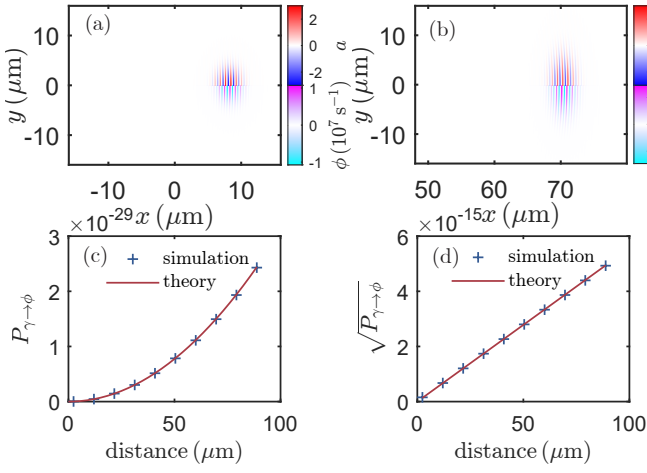 (a)
10
0
-10
y (μm)
-10 0 10
x (μm)
2
0
-2
a
1
0
-1
ϕ (10⁷ s⁻¹)
(b)
10
0
-10
y (μm)
50 60 70
x (μm)
×10⁻²⁹
(c)
simulation
theory
3
2
1
0
P_{γ→ϕ}
0 50 100
distance (μm)
×10⁻¹⁵
(d)
simulation
theory
6
4
2
0
√P_{γ→ϕ}
0 50 100
distance (μm)